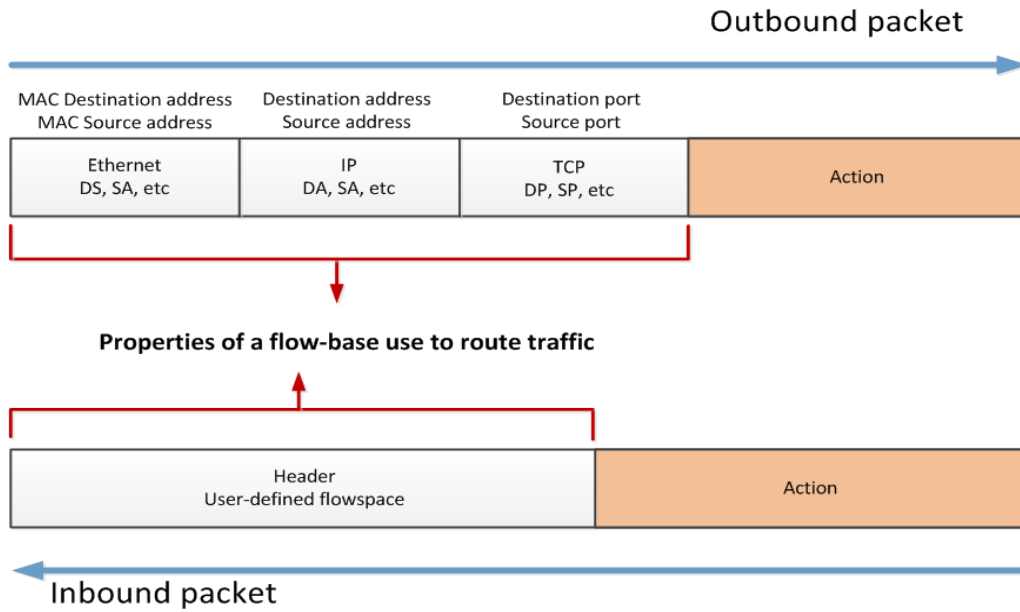 Outbound packet
MAC Destination address
MAC Source address
Destination address
Source address
Destination port
Source port
Ethernet
DS, SA, etc
IP
DA, SA, etc
TCP
DP, SP, etc
Action
Properties of a flow-base use to route traffic
Header
User-defined flowspace
Action
Inbound packet